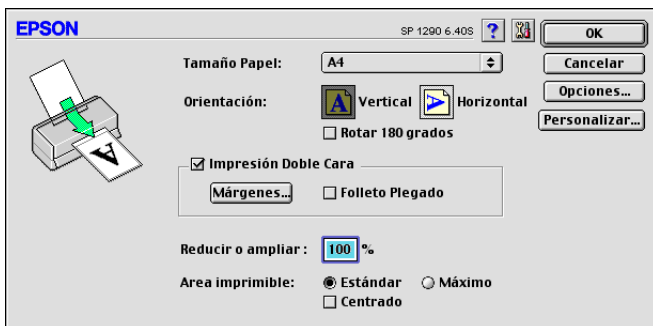 EPSON
SP 1290 6.40S ?
OK
Tamaño Papel: A4
Cancelar
Orientación: A Vertical A Horizontal
Opciones...
Rotar 180 grados
Personalizar...
A
Impresión Doble Cara
Márgenes... Folleto Plegado
Reducir o ampliar : 100 %
Area imprimible: Estándar Máximo
Centrado